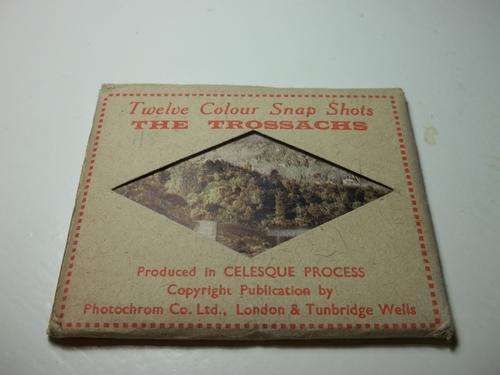 Twelve Colour Snap Shots
THE TROSSACHS
Produced in CELESQUE PROCESS
Copyright Publication by
Photochrom Co. Ltd., London & Tunbridge Wells